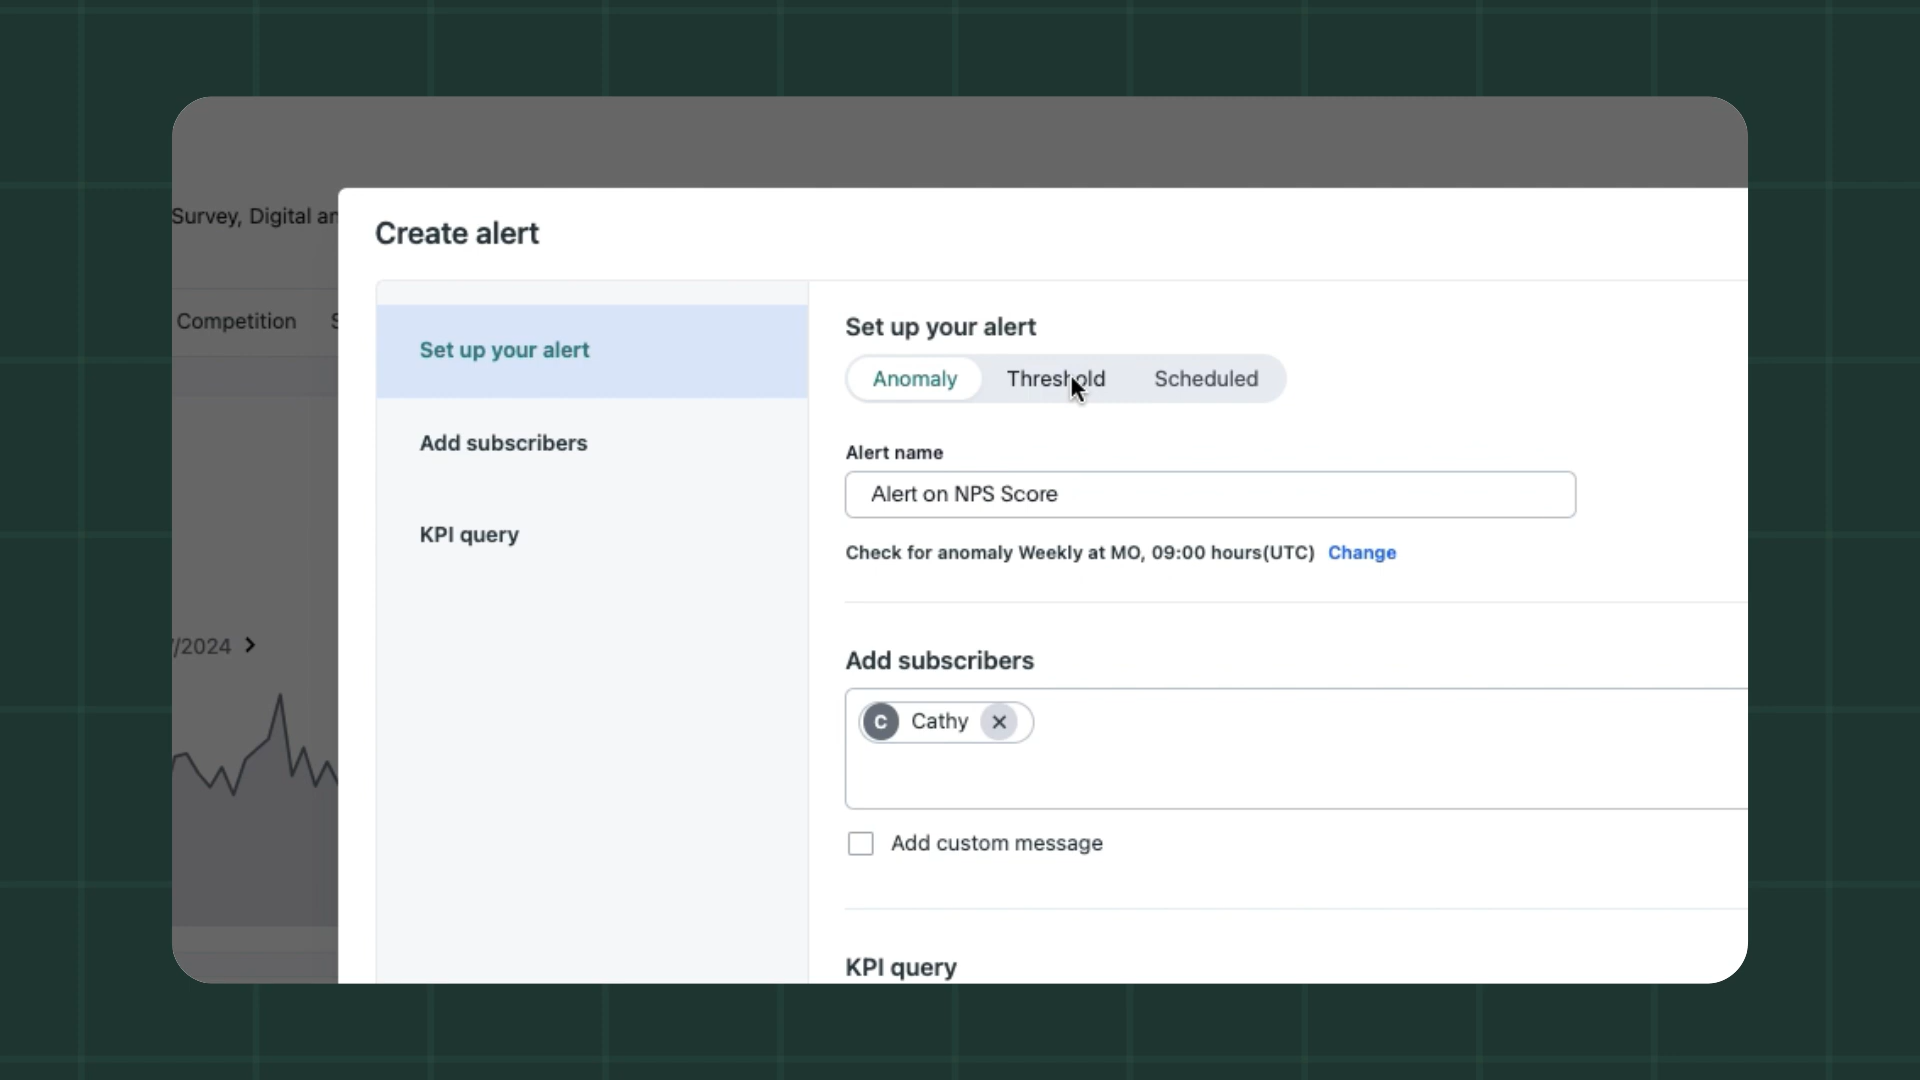 Survey, Digital
Competition
/2024
Create alert
Set up your alert
Add subscribers
KPI query
Set up your alert
Anomaly Threshold Scheduled
Alert name
Alert on NPS Score
Check for anomaly Weekly at MO, 09:00 hours(UTC) Change
Add subscribers
C Cathy
Add custom message
KPI query